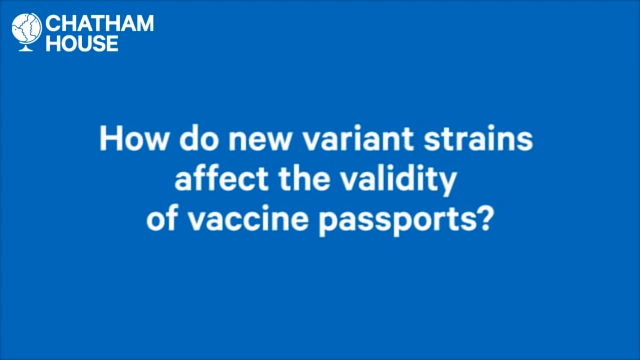 CHATHAM
HOUSE
How do new variant strains
affect the validity
of vaccine passports?